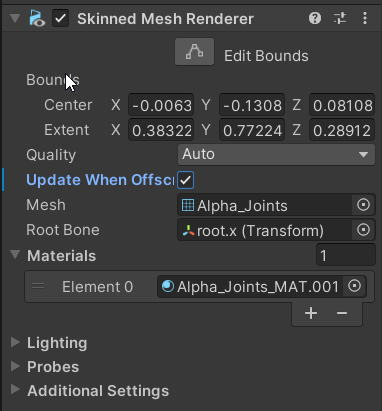 Skinned Mesh Renderer
Edit Bounds
Bounds
Center X -0.0063 Y -0.1308 Z 0.08108
Extent X 0.38322 Y 0.77224 Z 0.28912
Quality Auto
Update When Offscr
Mesh Alpha_Joints
Root Bone root.x (Transform)
Materials 1
Element 0 Alpha_Joints_MAT.001
Lighting
Probes
Additional Settings